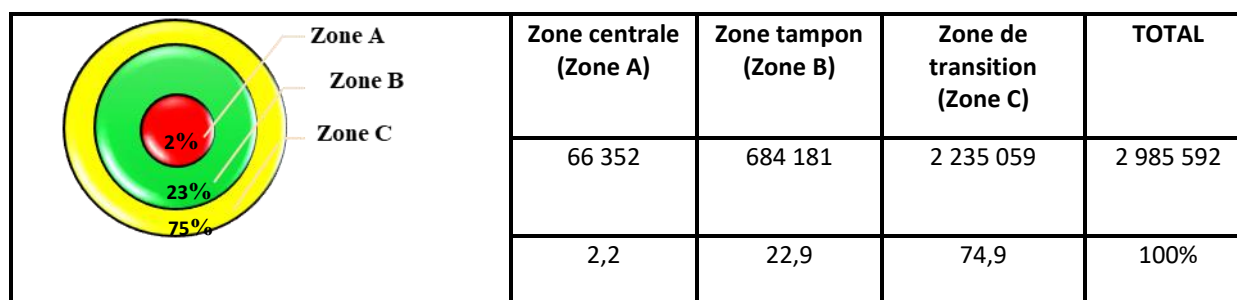 Zone A
Zone B
Zone C
2%
23%
75%
Zone centrale
(Zone A)
Zone tampon
(Zone B)
Zone de
transition
(Zone C)
TOTAL
66 352
684 181
2 235 059
2 985 592
2,2
22,9
74,9
100%